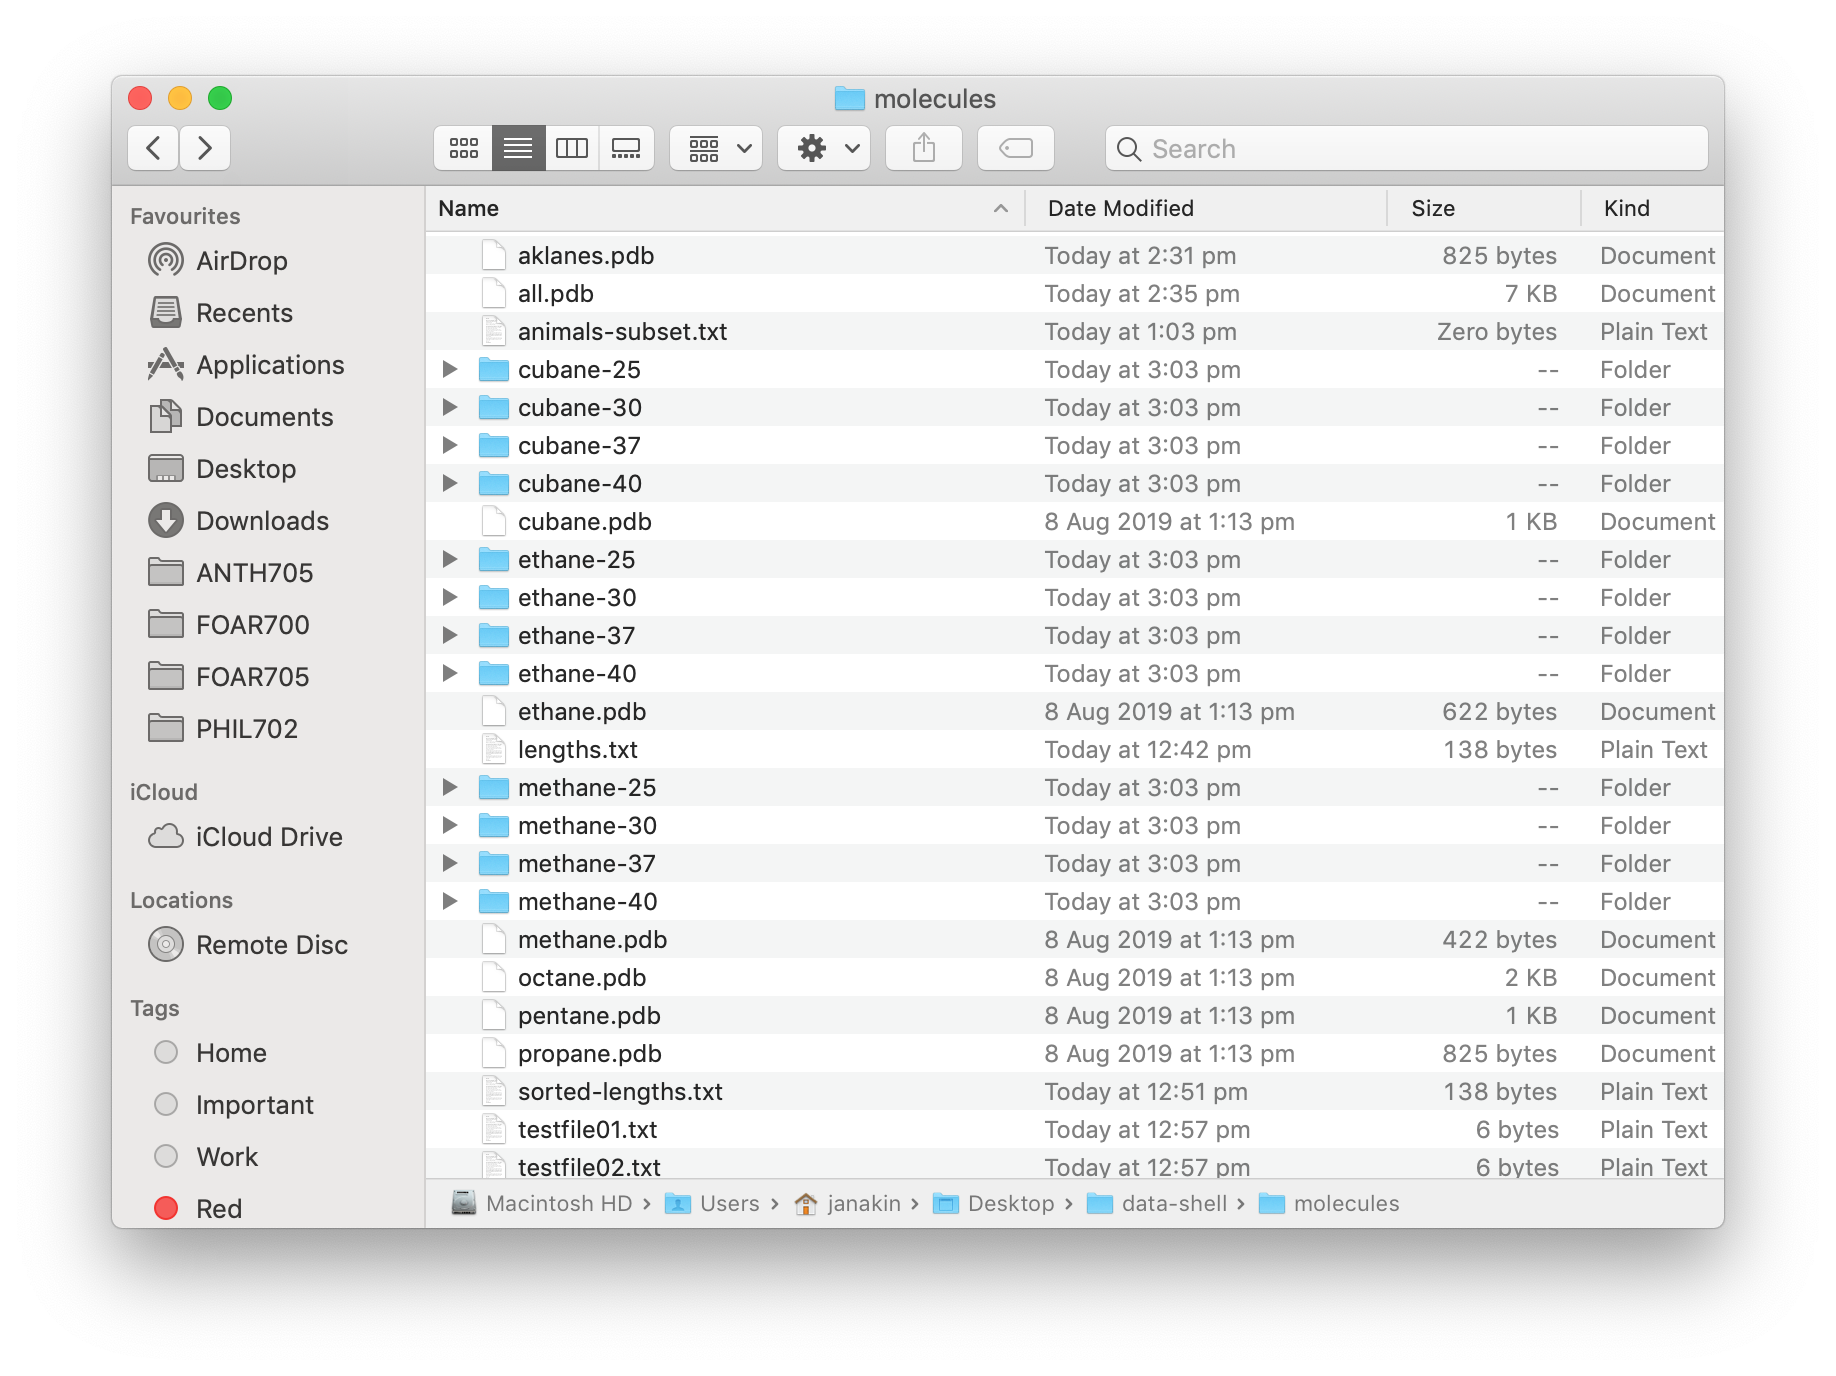 molecules
Search
Favourites
AirDrop
Recents
Applications
Documents
Desktop
Downloads
ANTH705
FOAR700
FOAR705
PHIL702
iCloud
iCloud Drive
Locations
Remote Disc
Tags
Home
Important
Work
Red
Name Date Modified Size Kind
aklanes.pdb Today at 2:31 pm 825 bytes Document
all.pdb Today at 2:35 pm 7 KB Document
animals-subset.txt Today at 1:03 pm Zero bytes Plain Text
cubane-25 Today at 3:03 pm -- Folder
cubane-30 Today at 3:03 pm -- Folder
cubane-37 Today at 3:03 pm -- Folder
cubane-40 Today at 3:03 pm -- Folder
cubane.pdb 8 Aug 2019 at 1:13 pm 1 KB Document
ethane-25 Today at 3:03 pm -- Folder
ethane-30 Today at 3:03 pm -- Folder
ethane-37 Today at 3:03 pm -- Folder
ethane-40 Today at 3:03 pm -- Folder
ethane.pdb 8 Aug 2019 at 1:13 pm 622 bytes Document
lengths.txt Today at 12:42 pm 138 bytes Plain Text
methane-25 Today at 3:03 pm -- Folder
methane-30 Today at 3:03 pm -- Folder
methane-37 Today at 3:03 pm -- Folder
methane-40 Today at 3:03 pm -- Folder
methane.pdb 8 Aug 2019 at 1:13 pm 422 bytes Document
octane.pdb 8 Aug 2019 at 1:13 pm 2 KB Document
pentane.pdb 8 Aug 2019 at 1:13 pm 1 KB Document
propane.pdb 8 Aug 2019 at 1:13 pm 825 bytes Document
sorted-lengths.txt Today at 12:51 pm 138 bytes Plain Text
testfile01.txt Today at 12:57 pm 6 bytes Plain Text
testfile02.txt Today at 12:57 pm 6 bytes Plain Text
Macintosh HD › Users › janakin › Desktop › data-shell › molecules